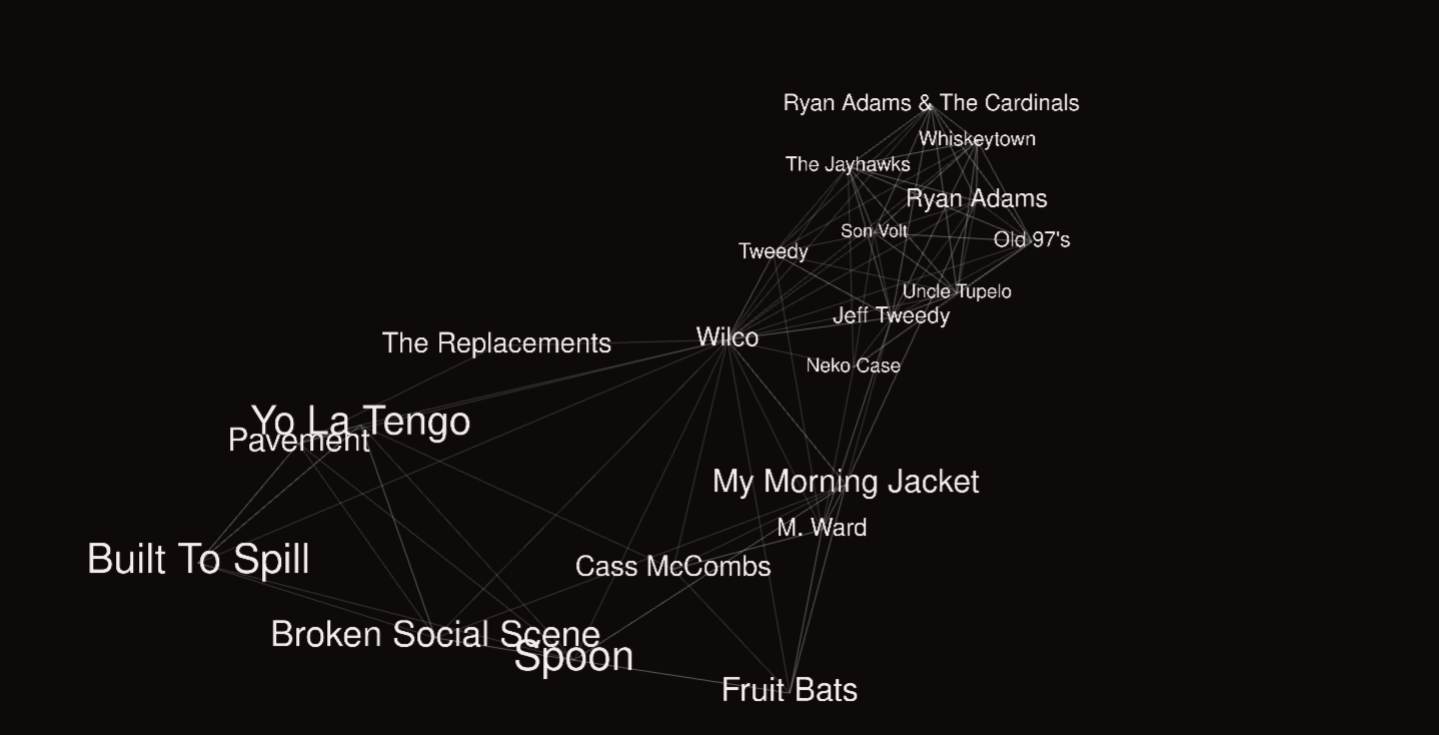 Ryan Adams & The Cardinals
Whiskeytown
The Jayhawks
Ryan Adams
Son Volt
Old 97's
Tweedy
Uncle Tupelo
Jeff Tweedy
Wilco
The Replacements
Neko Case
Yo La Tengo
Pavement
My Morning Jacket
M. Ward
Built To Spill
Cass McCombs
Broken Social Scene
Spoon
Fruit Bats